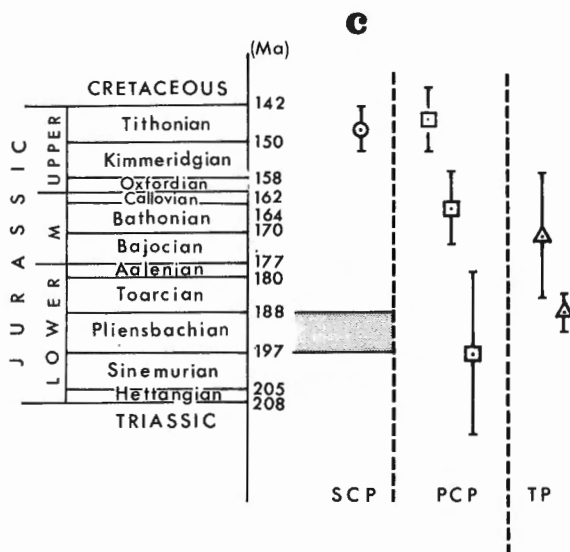 c
(Ma)
CRETACEOUS
142
Tithonian
150
Kimmeridgian
158
Oxfordian
162
Callovian
164
Bathonian
170
Bajocian
177
Aalenian
180
Toarcian
188
Pliensbachian
197
Sinemurian
205
Hettangian
208
TRIASSIC
JURASSIC
UPPER
M
LOWER
SCP
PCP
TP